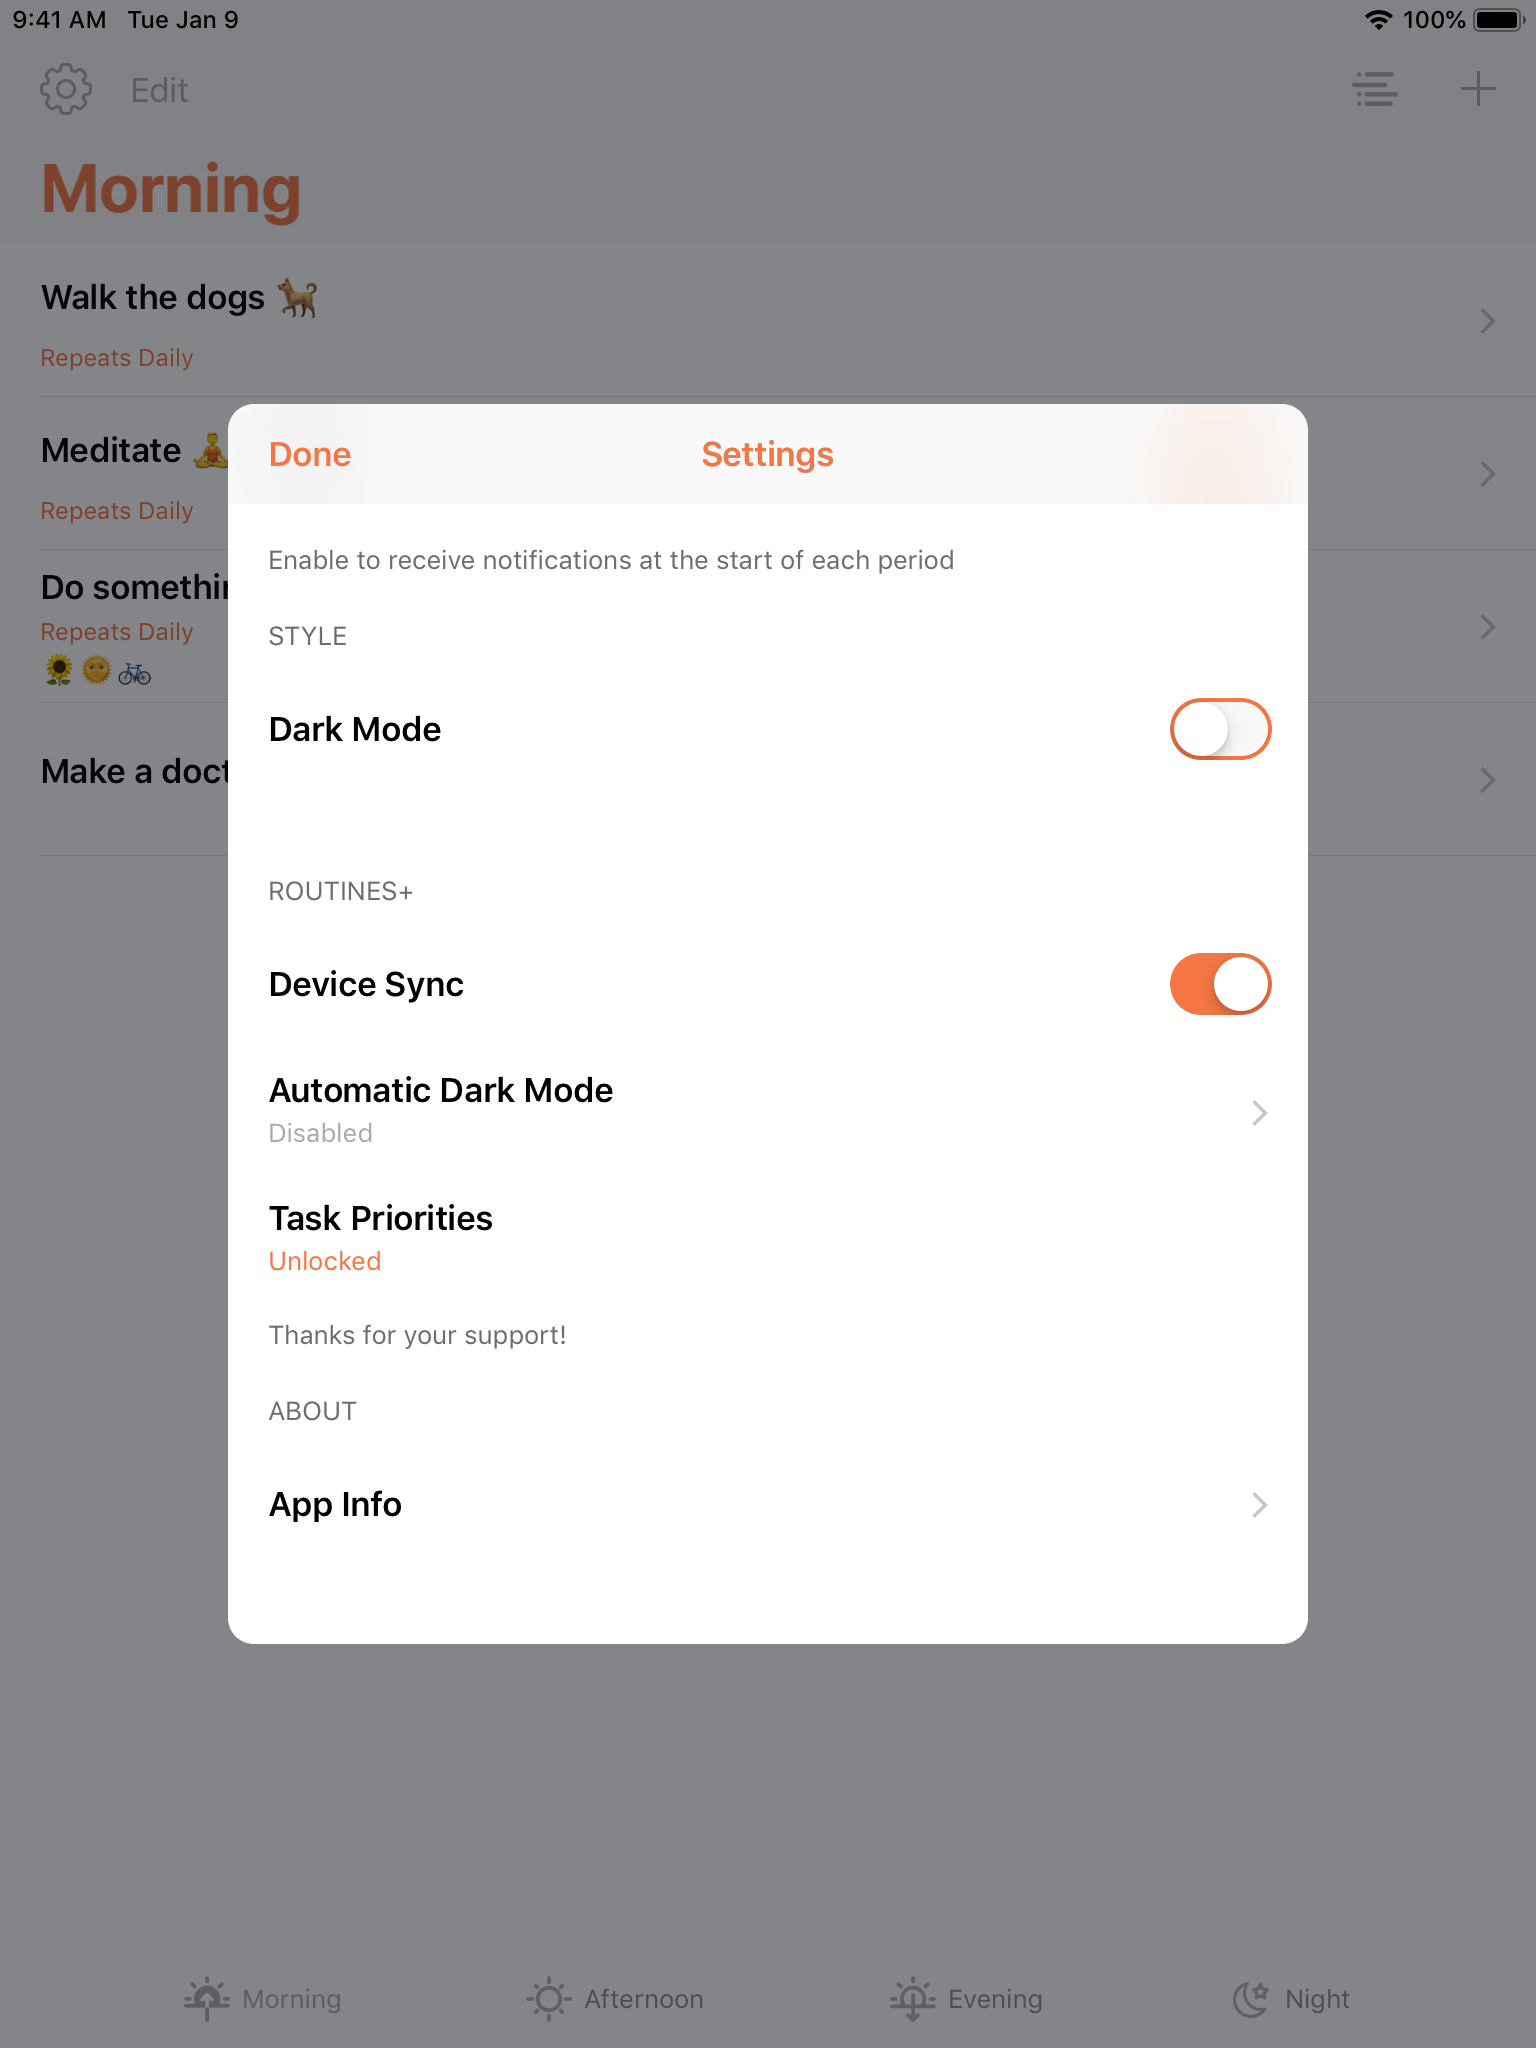 9:41 AM Tue Jan 9 100%
Edit
Morning
Walk the dogs
Repeats Daily
Meditate
Repeats Daily
Do somethin
Repeats Daily
Make a doct
Done Settings
Enable to receive notifications at the start of each period
STYLE
Dark Mode
ROUTINES+
Device Sync
Automatic Dark Mode
Disabled
Task Priorities
Unlocked
Thanks for your support!
ABOUT
App Info
Morning Afternoon Evening Night